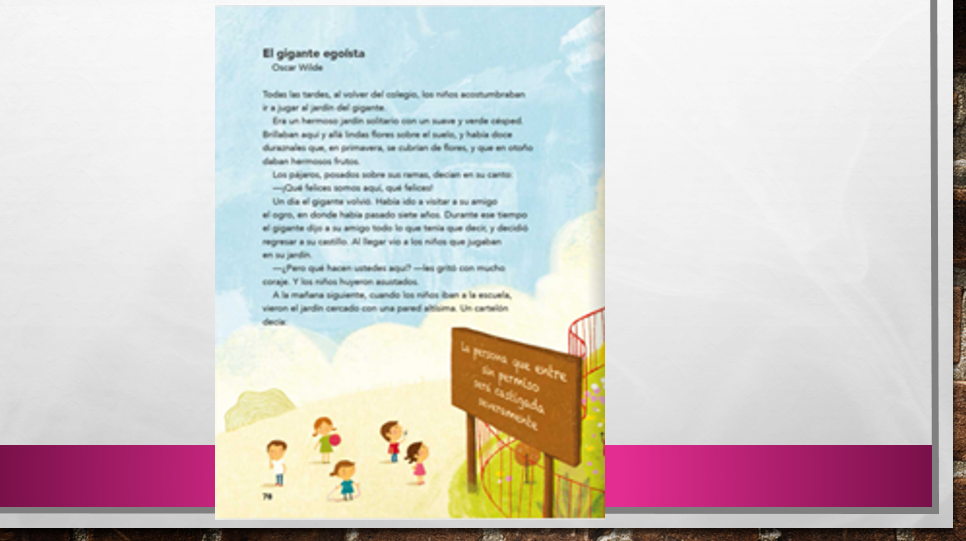 El gigante egoísta
Oscar Wilde
Todas las tardes, al volver del colegio, los niños acostumbraban
ir a jugar al jardín del gigante.
Era un hermoso jardín solitario con un suave y verde césped.
Brillaban aquí y allá lindas flores sobre el suelo, y había doce
duraznales que, en primavera, se cubrían de flores, y que en otoño
daban hermosos frutos.
Los pájaros, posados sobre sus ramas, decían en su canto:
—¡Qué felices somos aquí, qué felices!
Un día el gigante volvió. Había ido a visitar a su amigo
el ogro, en donde había pasado siete años. Durante ese tiempo
el gigante dijo a su amigo todo lo que tenía que decir, y decidió
regresar a su castillo. Al llegar vio a los niños que jugaban
en su jardín.
—¿Pero qué hacen ustedes aquí? —les gritó con mucho
coraje. Y los niños huyeron asustados.
A la mañana siguiente, cuando los niños iban a la escuela,
vieron el jardín cercado con una pared altísima. Un cartelón
decía:
La persona que entre
sin permiso
será castigada
severamente
78